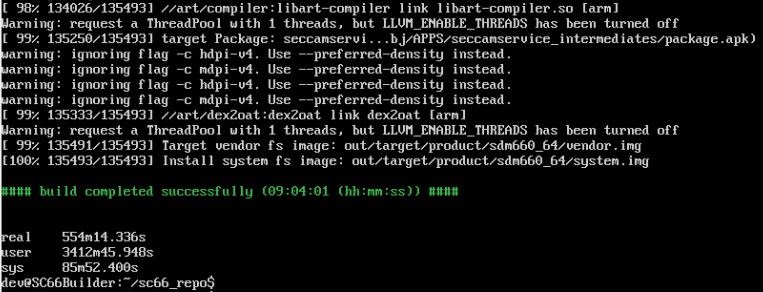 [ 98% 134026/135493] //art/compiler:libart-compiler link libart-compiler.so [arm]
Warning: request a ThreadPool with 1 threads, but LLVM_ENABLE_THREADS has been turned off
[ 99% 135250/135493] target Package: seccamservi...bj/APPS/seccamservice_intermediates/package.apk)
warning: ignoring flag -c hdpi-v4. Use --preferred-density instead.
warning: ignoring flag -c mdpi-v4. Use --preferred-density instead.
warning: ignoring flag -c hdpi-v4. Use --preferred-density instead.
warning: ignoring flag -c mdpi-v4. Use --preferred-density instead.
[ 99% 135333/135493] //art/dex2oat:dex2oat link dex2oat [arm]
Warning: request a ThreadPool with 1 threads, but LLVM_ENABLE_THREADS has been turned off
[ 99% 135491/135493] Target vendor fs image: out/target/product/sdm660_64/vendor.img
[100% 135493/135493] Install system fs image: out/target/product/sdm660_64/system.img
#### build completed successfully (09:04:01 (hh:mm:ss)) ####
real 554m14.336s
user 3412m45.948s
sys 85m52.400s
dev@SC66Builder:~/sc66_repo$